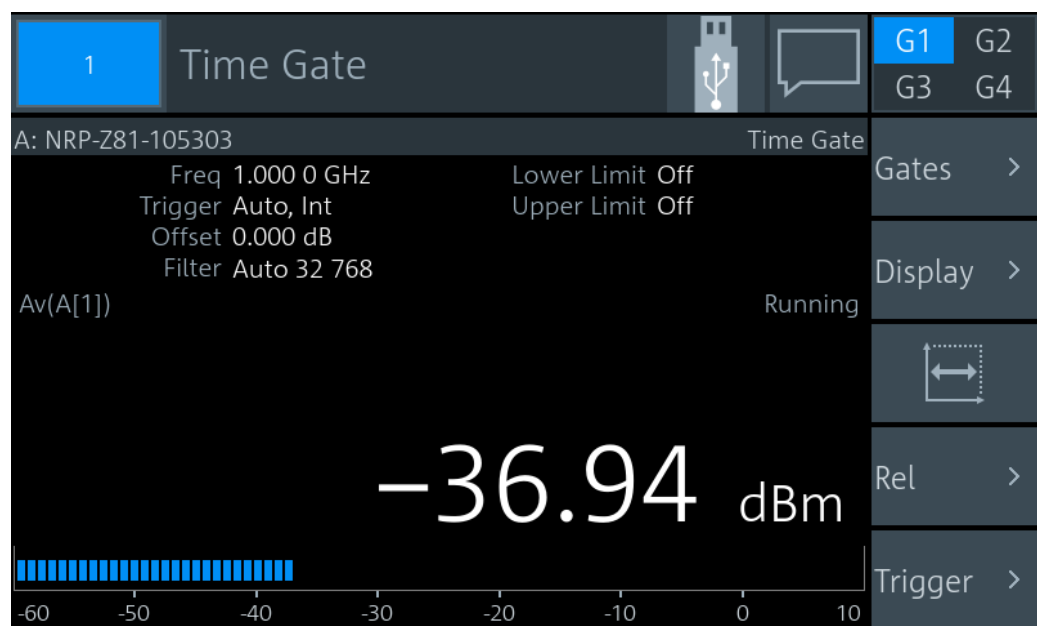 1 Time Gate G1 G2
G3 G4
A: NRP-Z81-105303 Time Gate
Freq 1.000 0 GHz Lower Limit Off
Trigger Auto, Int Upper Limit Off
Offset 0.000 dB
Filter Auto 32 768
Av(A[1]) Running
−36.94 dBm
-60 -50 -40 -30 -20 -10 0 10
Gates >
Display >
Rel >
Trigger >